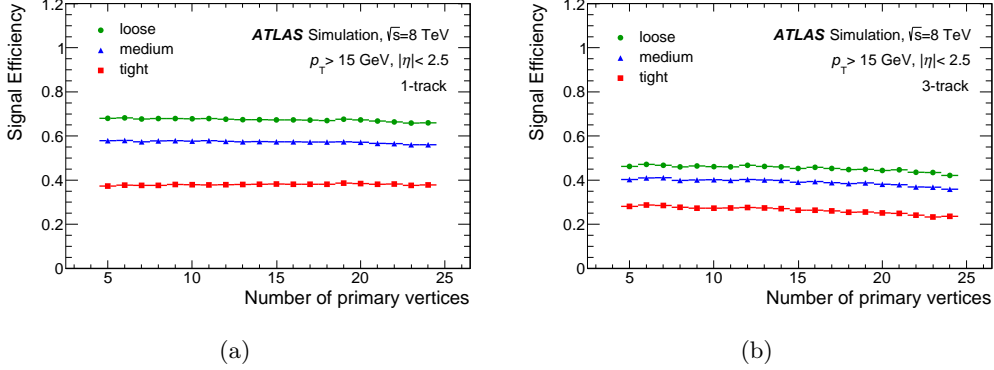 Signal Efficiency
1.2
1
0.8
0.6
0.4
0.2
0
loose
medium
tight
ATLAS Simulation, √s=8 TeV
pT> 15 GeV, |η|< 2.5
1-track
5 10 15 20 25
Number of primary vertices
(a)
Signal Efficiency
1.2
1
0.8
0.6
0.4
0.2
0
loose
medium
tight
ATLAS Simulation, √s=8 TeV
pT> 15 GeV, |η|< 2.5
3-track
5 10 15 20 25
Number of primary vertices
(b)